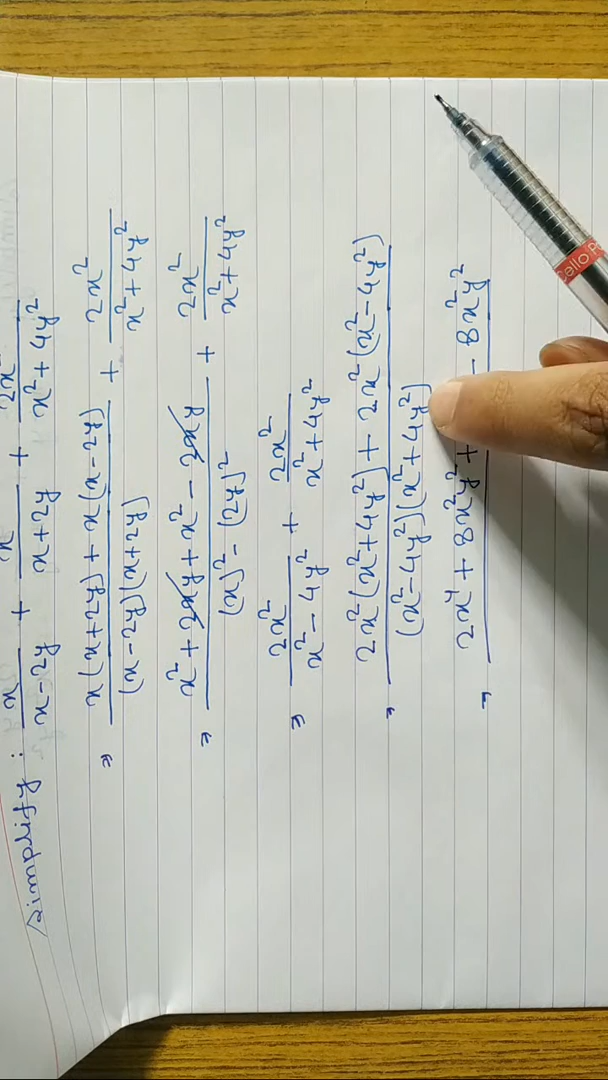 Simplify : x/(x-2y) + x/(x+2y) + 2x²/(x²+4y²)
⇒ (x(x+2y) + x(x-2y))/((x-2y)(x+2y)) + 2x²/(x²+4y²)
⇒ (x² + 2xy + x² - 2xy)/((x)² - (2y)²) + 2x²/(x²+4y²)
⇒ 2x²/(x²-4y²) + 2x²/(x²+4y²)
⇒ (2x²(x²+4y²) + 2x²(x²-4y²))/((x²-4y²)(x²+4y²))
⇒ 2x⁴ + 8x²y² + - 8x²y²
Cello